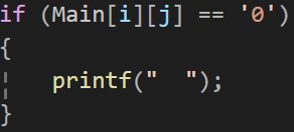 if (Main[i][j] == '0')
{
    printf("  ");
}